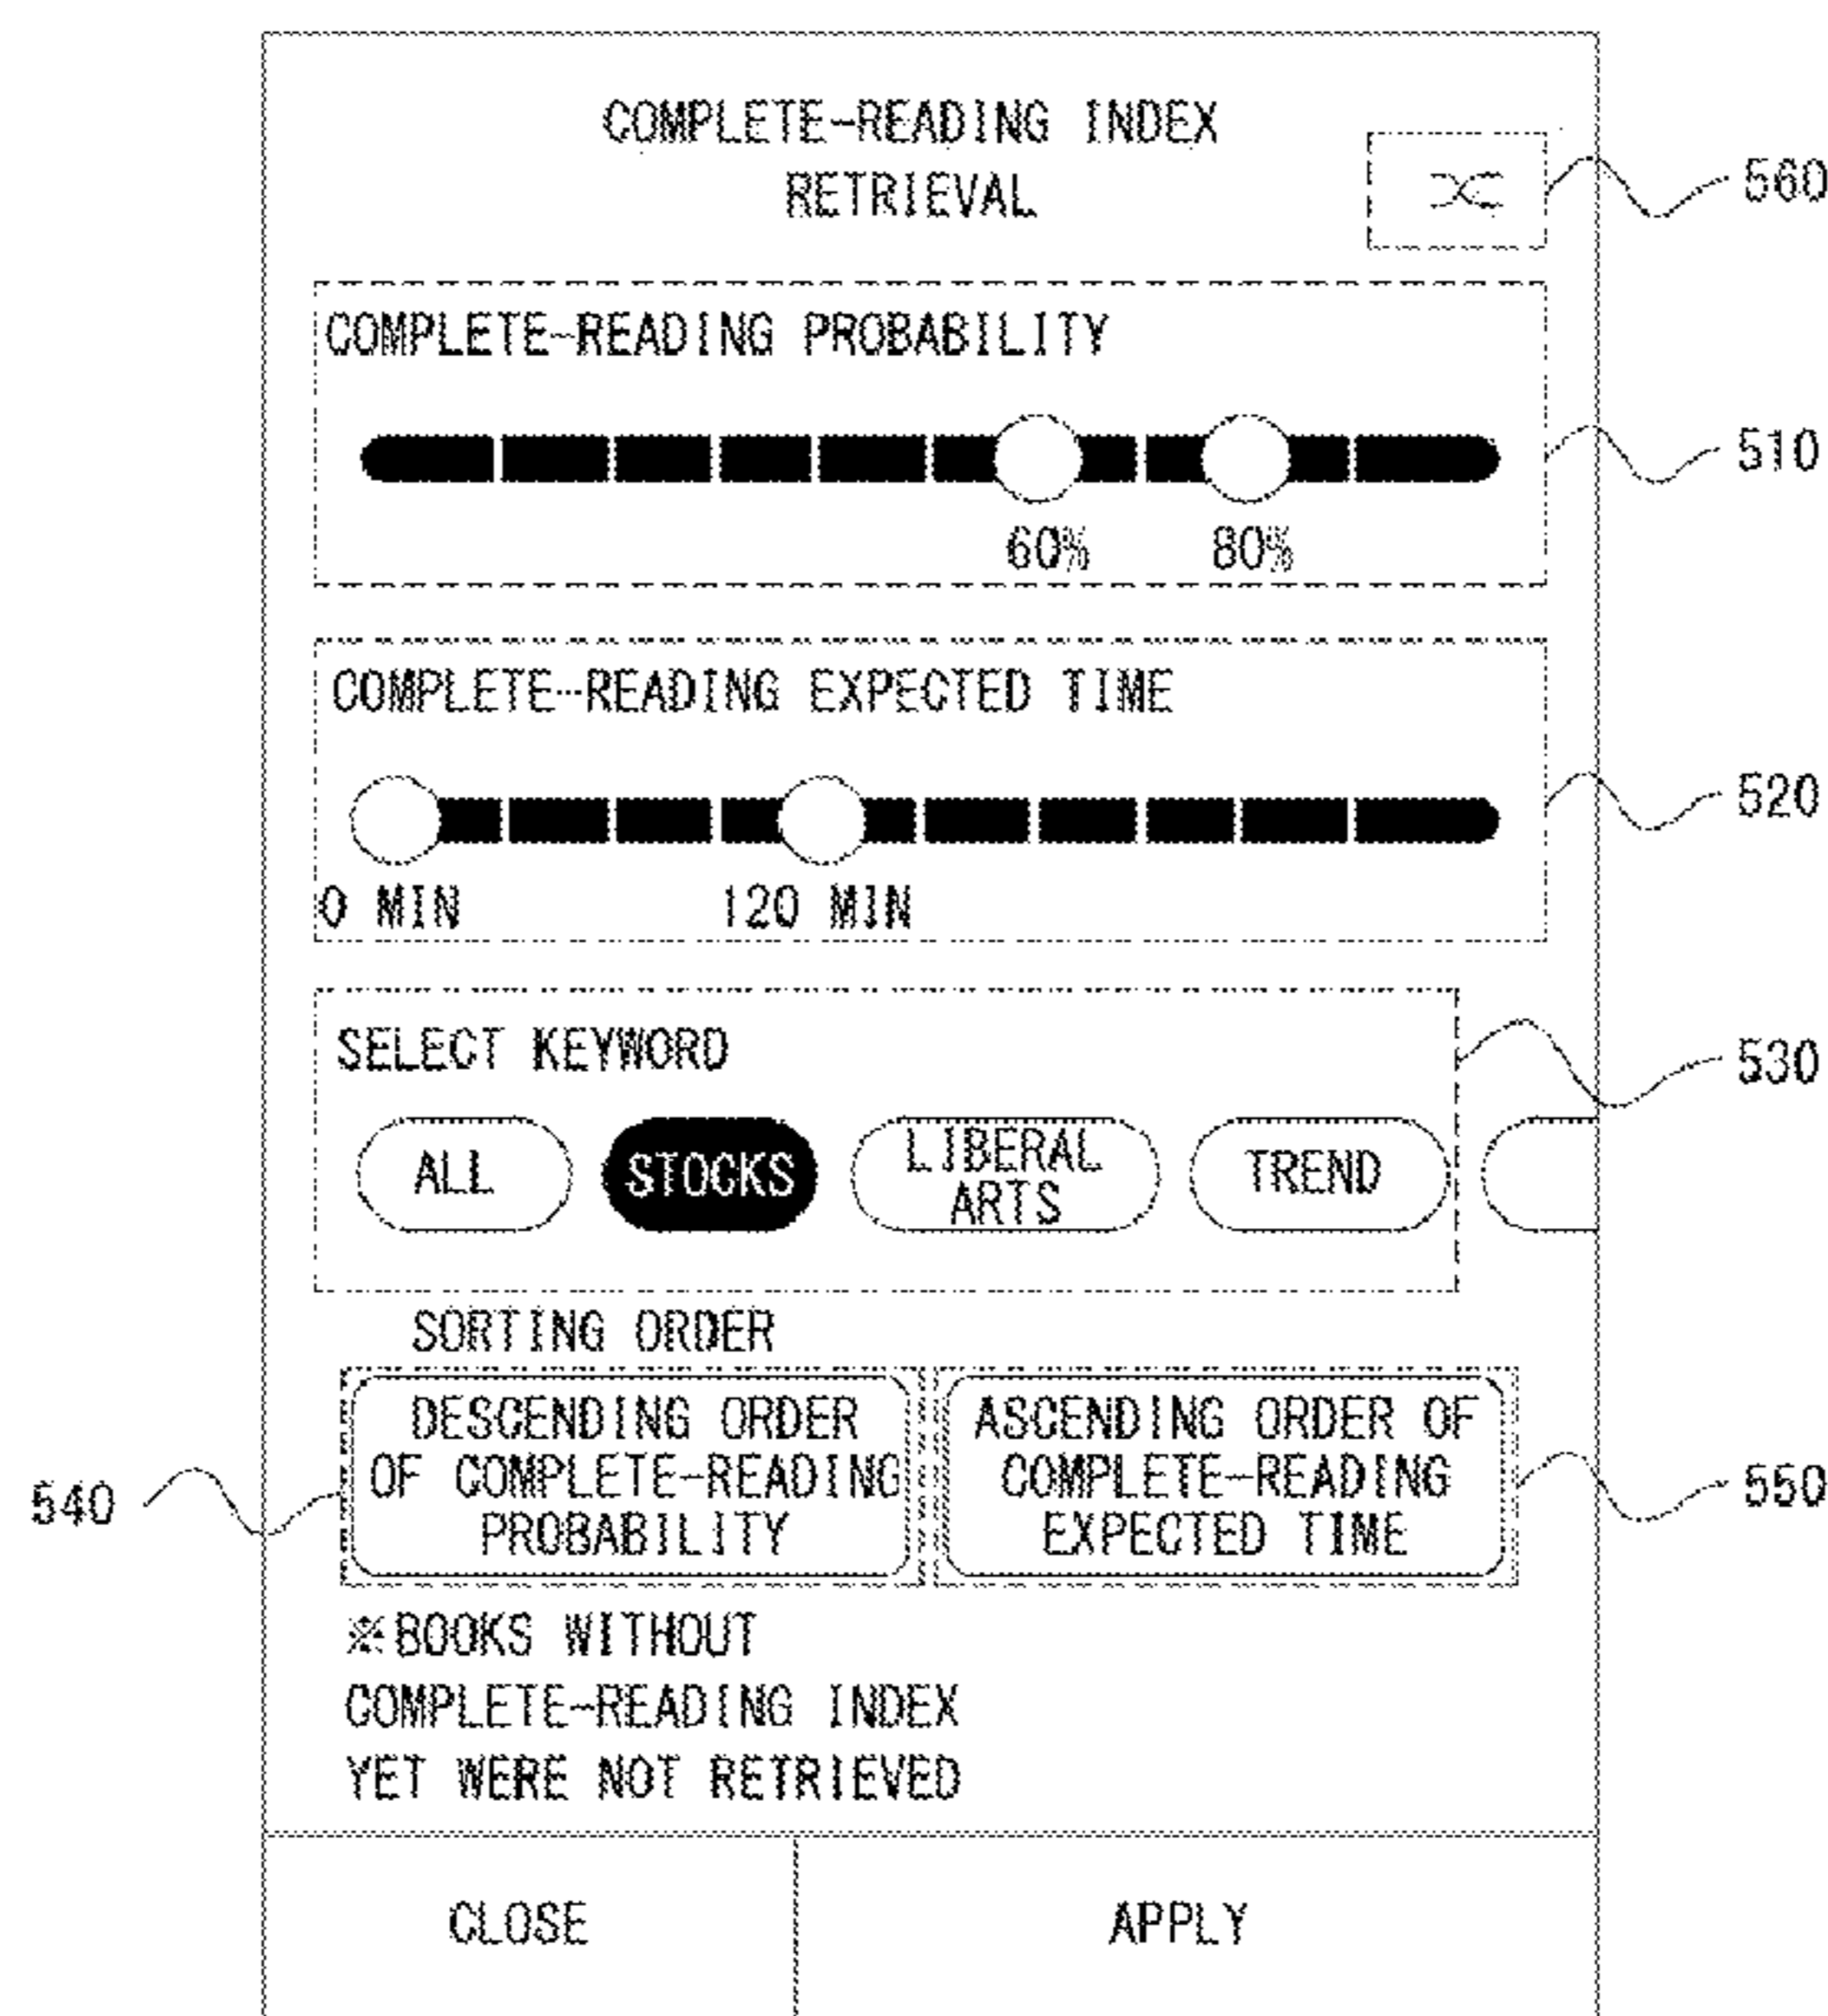 COMPLETE-READING INDEX
RETRIEVAL
560
COMPLETE-READING PROBABILITY
510
60% 80%
COMPLETE-READING EXPECTED TIME
520
0 MIN 120 MIN
SELECT KEYWORD
530
ALL STOCKS LIBERAL ARTS TREND
SORTING ORDER
540
DESCENDING ORDER
OF COMPLETE-READING
PROBABILITY
ASCENDING ORDER OF
COMPLETE-READING
EXPECTED TIME
550
※BOOKS WITHOUT
COMPLETE-READING INDEX
YET WERE NOT RETRIEVED
CLOSE APPLY